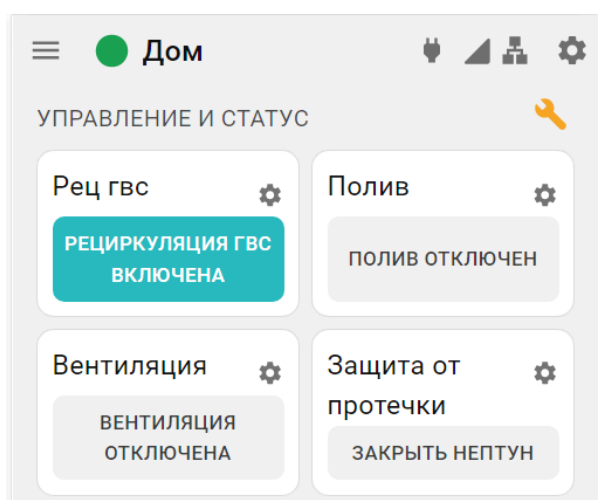 Дом
УПРАВЛЕНИЕ И СТАТУС
Рец гвс
РЕЦИРКУЛЯЦИЯ ГВС
ВКЛЮЧЕНА
Полив
ПОЛИВ ОТКЛЮЧЕН
Вентиляция
ВЕНТИЛЯЦИЯ
ОТКЛЮЧЕНА
Защита от
протечки
ЗАКРЫТЬ НЕПТУН